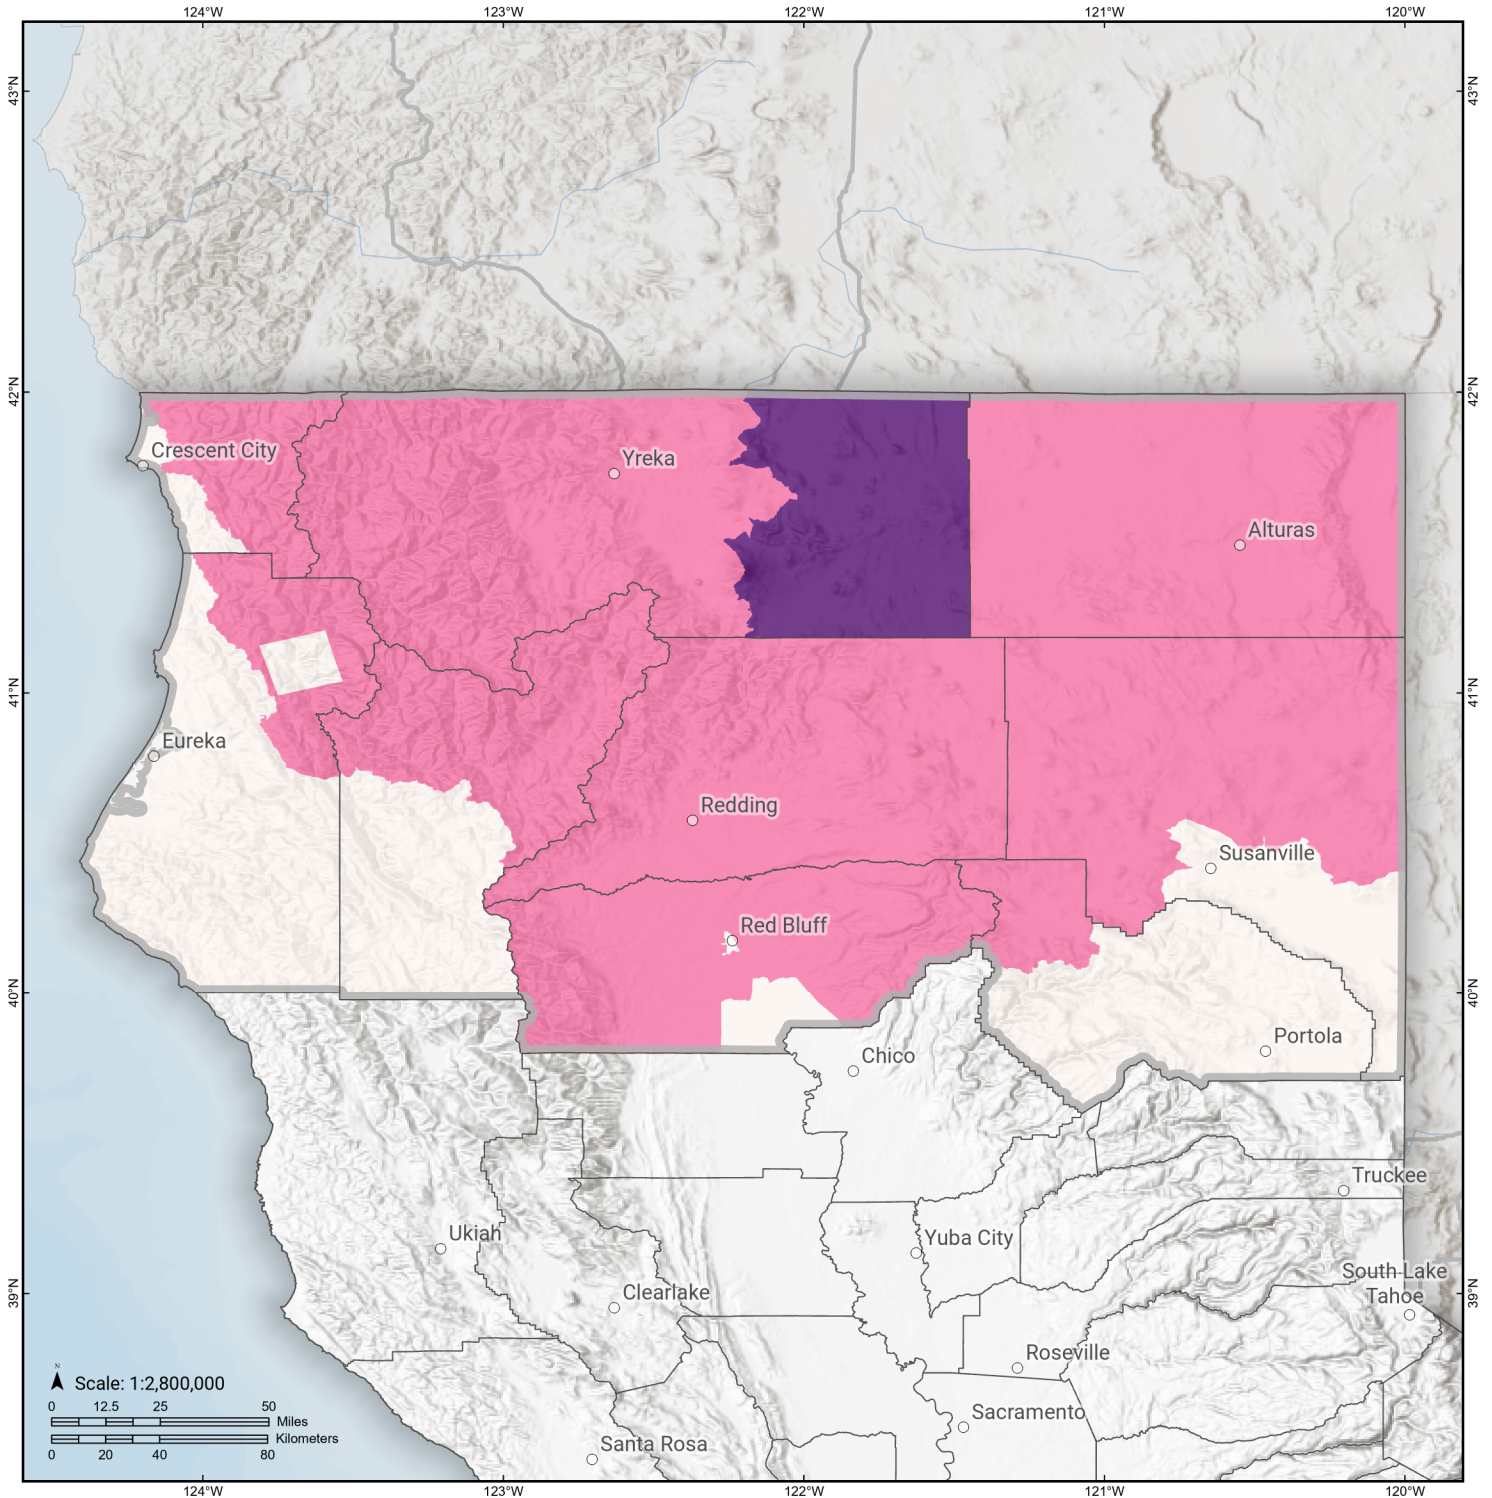 124°W 123°W 122°W 121°W 120°W
43°N 43°N
42°N 42°N
Crescent City
Yreka
Alturas
41°N 41°N
Eureka
Redding
Susanville
Red Bluff
40°N 40°N
Portola
Chico
Truckee
Ukiah
Yuba City
South Lake
Tahoe
39°N 39°N
Clearlake
Roseville
N
Scale: 1:2,800,000
0 12.5 25 50
Miles
Kilometers
0 20 40 80
Sacramento
Santa Rosa
124°W 123°W 122°W 121°W 120°W